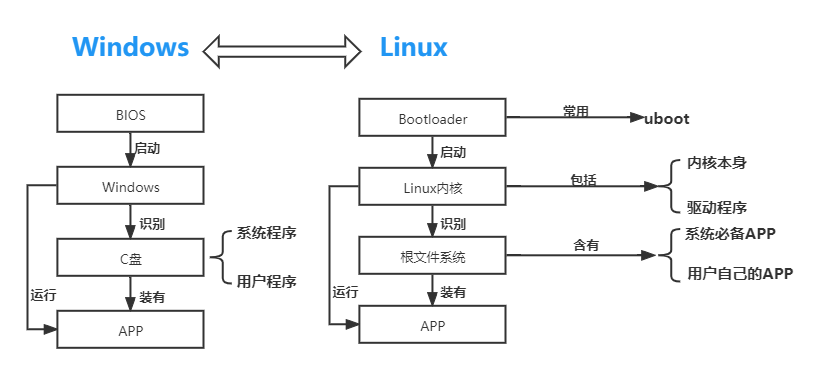 Windows
Linux
BIOS
启动
Windows
识别
C盘
系统程序
用户程序
运行
装有
APP
Bootloader
常用
uboot
启动
Linux内核
包括
内核本身
驱动程序
识别
根文件系统
含有
系统必备APP
用户自己的APP
运行
装有
APP